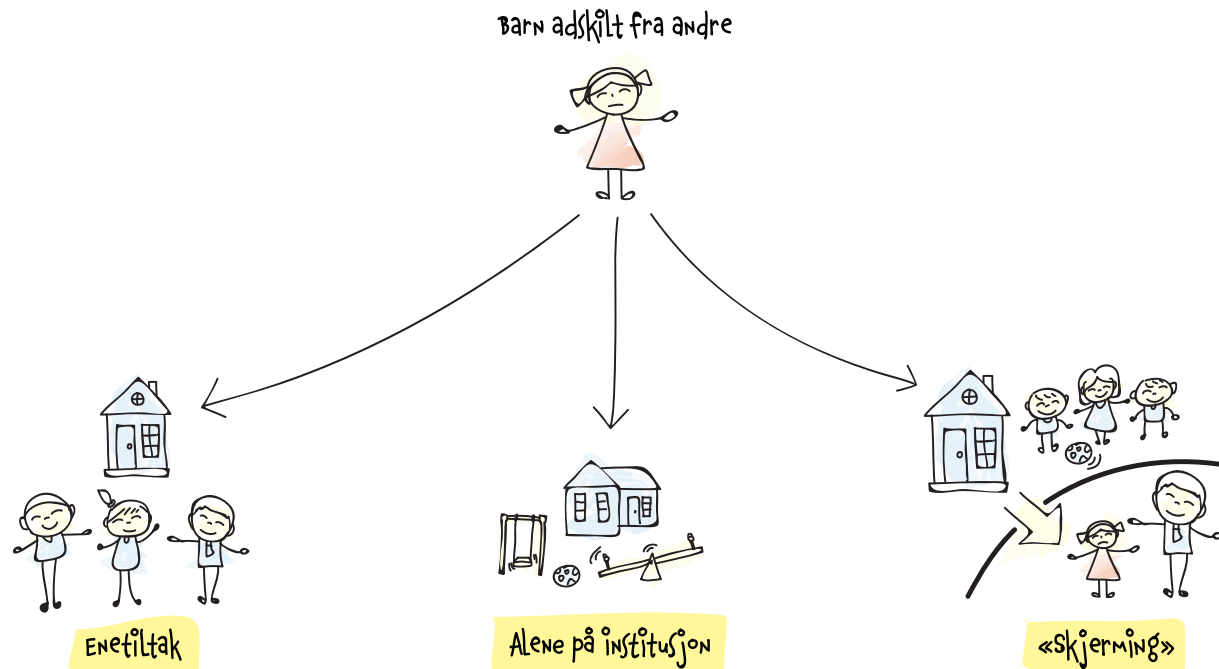 Barn adskilt fra andre
Enetiltak
Alene på institusjon
«Skjerming»